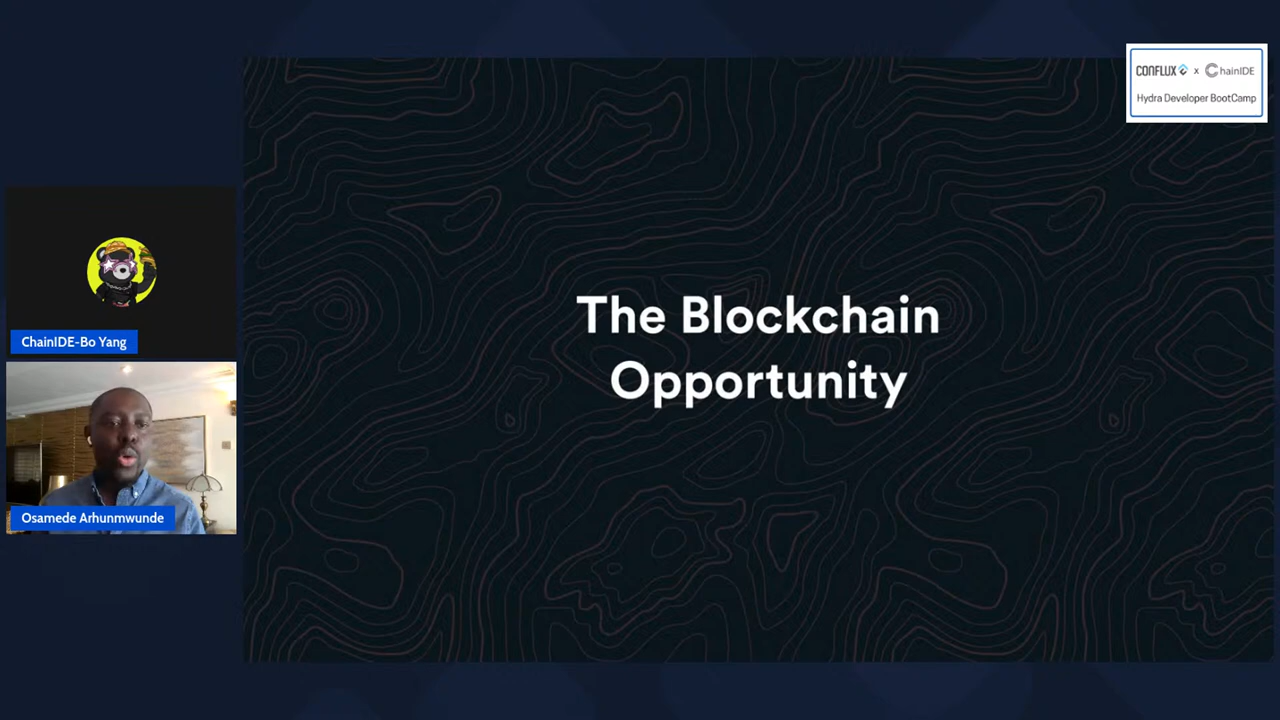 CONFLUX x ChainIDE
Hydra Developer BootCamp
The Blockchain
Opportunity
ChainIDE-Bo Yang
Osamede Arhunmwunde